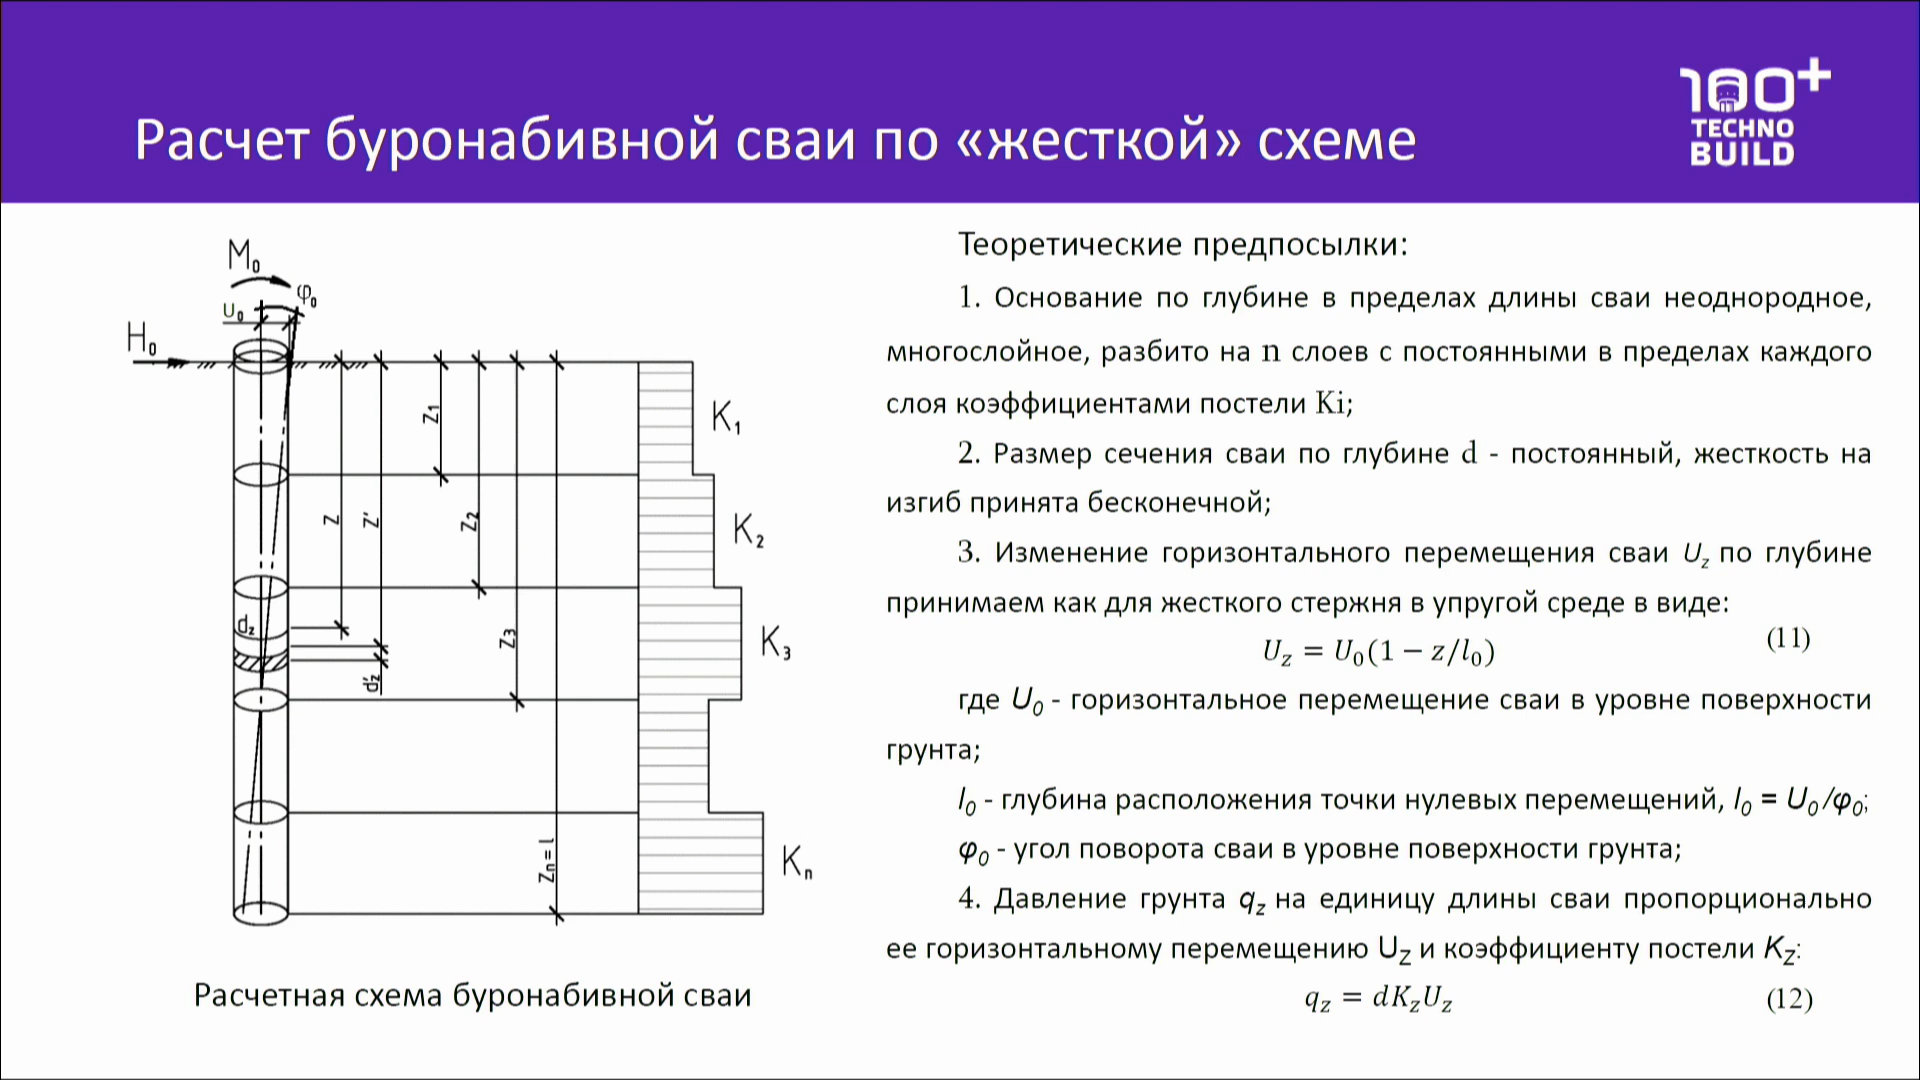 Расчет буронабивной сваи по «жесткой» схеме
100+
TECHNO
BUILD
M₀
φ₀
U₀
H₀
Z₁
K₁
Z
Z'
Z₂
K₂
dz
Z₃
K₃
d'z
Zn = l
Kn
Расчетная схема буронабивной сваи
Теоретические предпосылки:
1. Основание по глубине в пределах длины сваи неоднородное,
многослойное, разбито на n слоев с постоянными в пределах каждого
слоя коэффициентами постели Ki;
2. Размер сечения сваи по глубине d - постоянный, жесткость на
изгиб принята бесконечной;
3. Изменение горизонтального перемещения сваи Uz по глубине
принимаем как для жесткого стержня в упругой среде в виде:
Uz = U₀(1 − z/l₀) (11)
где U₀ - горизонтальное перемещение сваи в уровне поверхности
грунта;
l₀ - глубина расположения точки нулевых перемещений, l₀ = U₀/φ₀;
φ₀ - угол поворота сваи в уровне поверхности грунта;
4. Давление грунта qz на единицу длины сваи пропорционально
ее горизонтальному перемещению Uz и коэффициенту постели Kz:
qz = dKzUz (12)